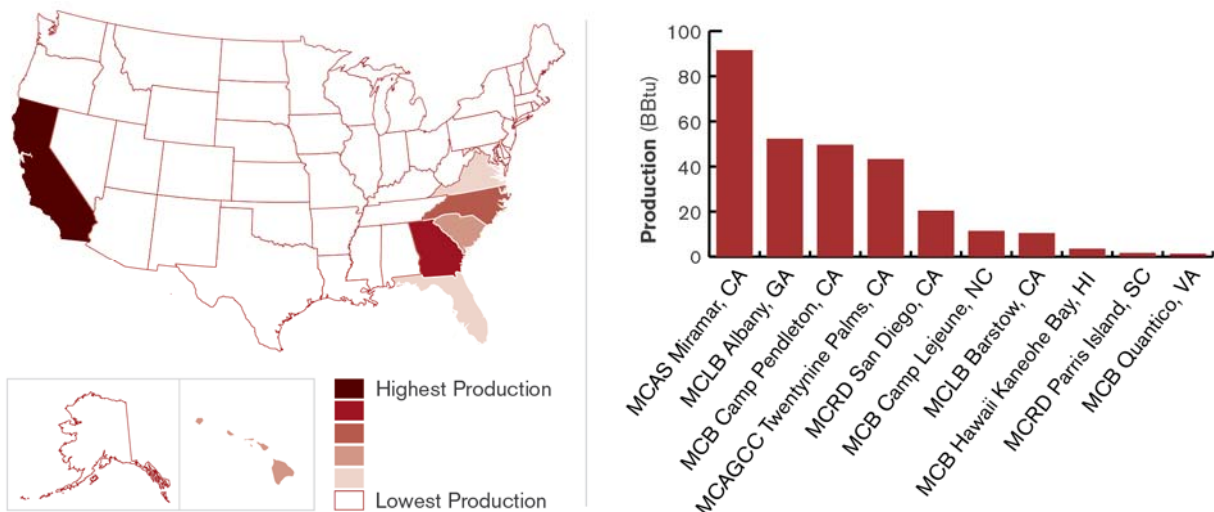 Highest Production
Lowest Production
Production (BBtu)
100
80
60
40
20
0
MCAS Miramar, CA
MCLB Albany, GA
MCB Camp Pendleton, CA
MCAGCC Twentynine Palms, CA
MCRD San Diego, CA
MCB Camp Lejeune, NC
MCLB Barstow, CA
MCB Hawaii Kaneohe Bay, HI
MCRD Parris Island, SC
MCB Quantico, VA